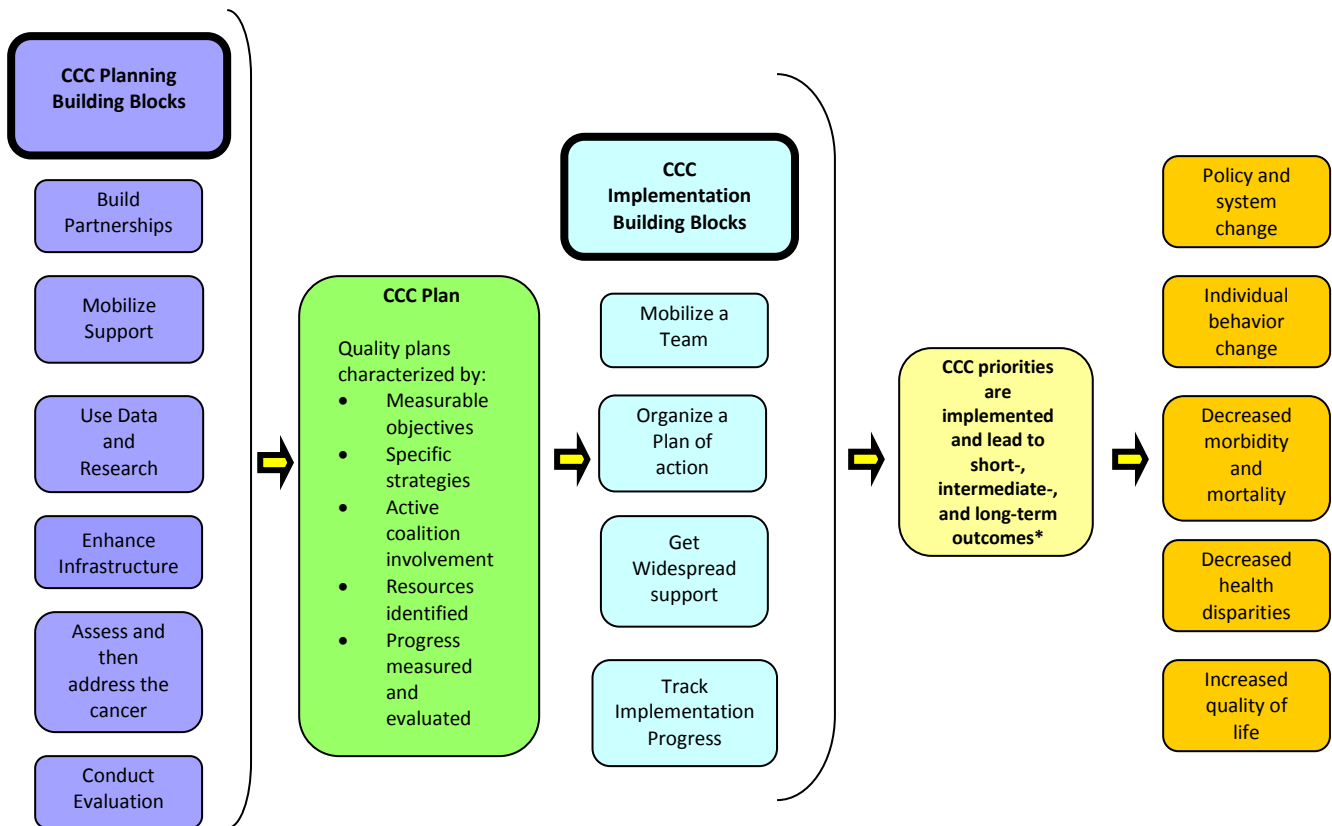 CCC Planning
Building Blocks
Build
Partnerships
Mobilize
Support
Use Data
and
Research
Enhance
Infrastructure
Assess and
then
address the
cancer
Conduct
Evaluation
CCC Plan
Quality plans
characterized by:
• Measurable
objectives
• Specific
strategies
• Active
coalition
involvement
• Resources
identified
• Progress
measured
and
evaluated
CCC
Implementation
Building Blocks
Mobilize a
Team
Organize a
Plan of
action
Get
Widespread
support
Track
Implementation
Progress
CCC priorities
are
implemented
and lead to
short-,
intermediate-,
and long-term
outcomes*
Policy and
system
change
Individual
behavior
change
Decreased
morbidity
and
mortality
Decreased
health
disparities
Increased
quality of
life